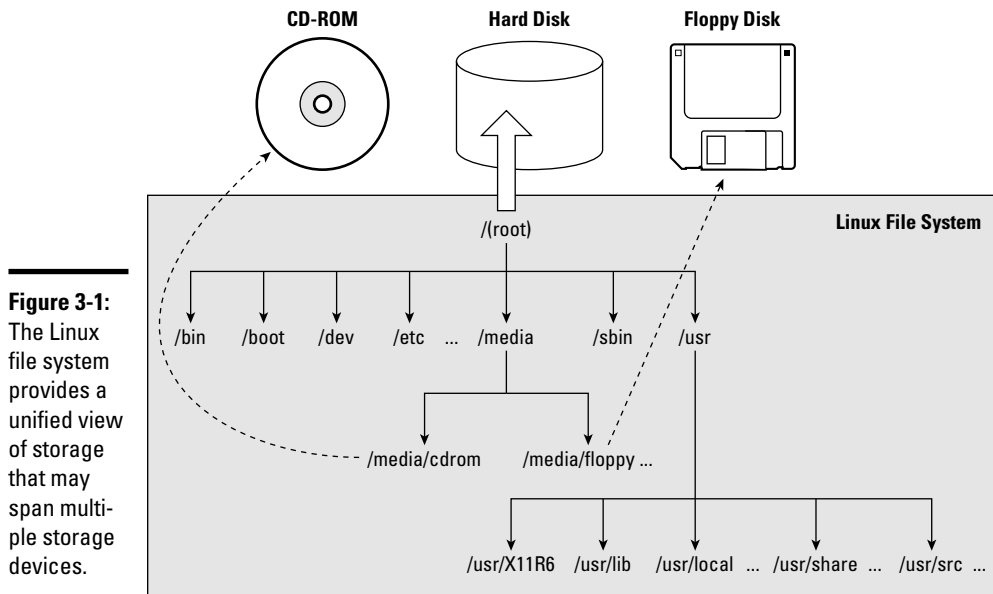 CD-ROM Hard Disk Floppy Disk
Linux File System
/(root)
/bin /boot /dev /etc ... /media /sbin /usr
/media/cdrom /media/floppy ...
/usr/X11R6 /usr/lib /usr/local ... /usr/share ... /usr/src ...
Figure 3-1:
The Linux
file system
provides a
unified view
of storage
that may
span multi-
ple storage
devices.